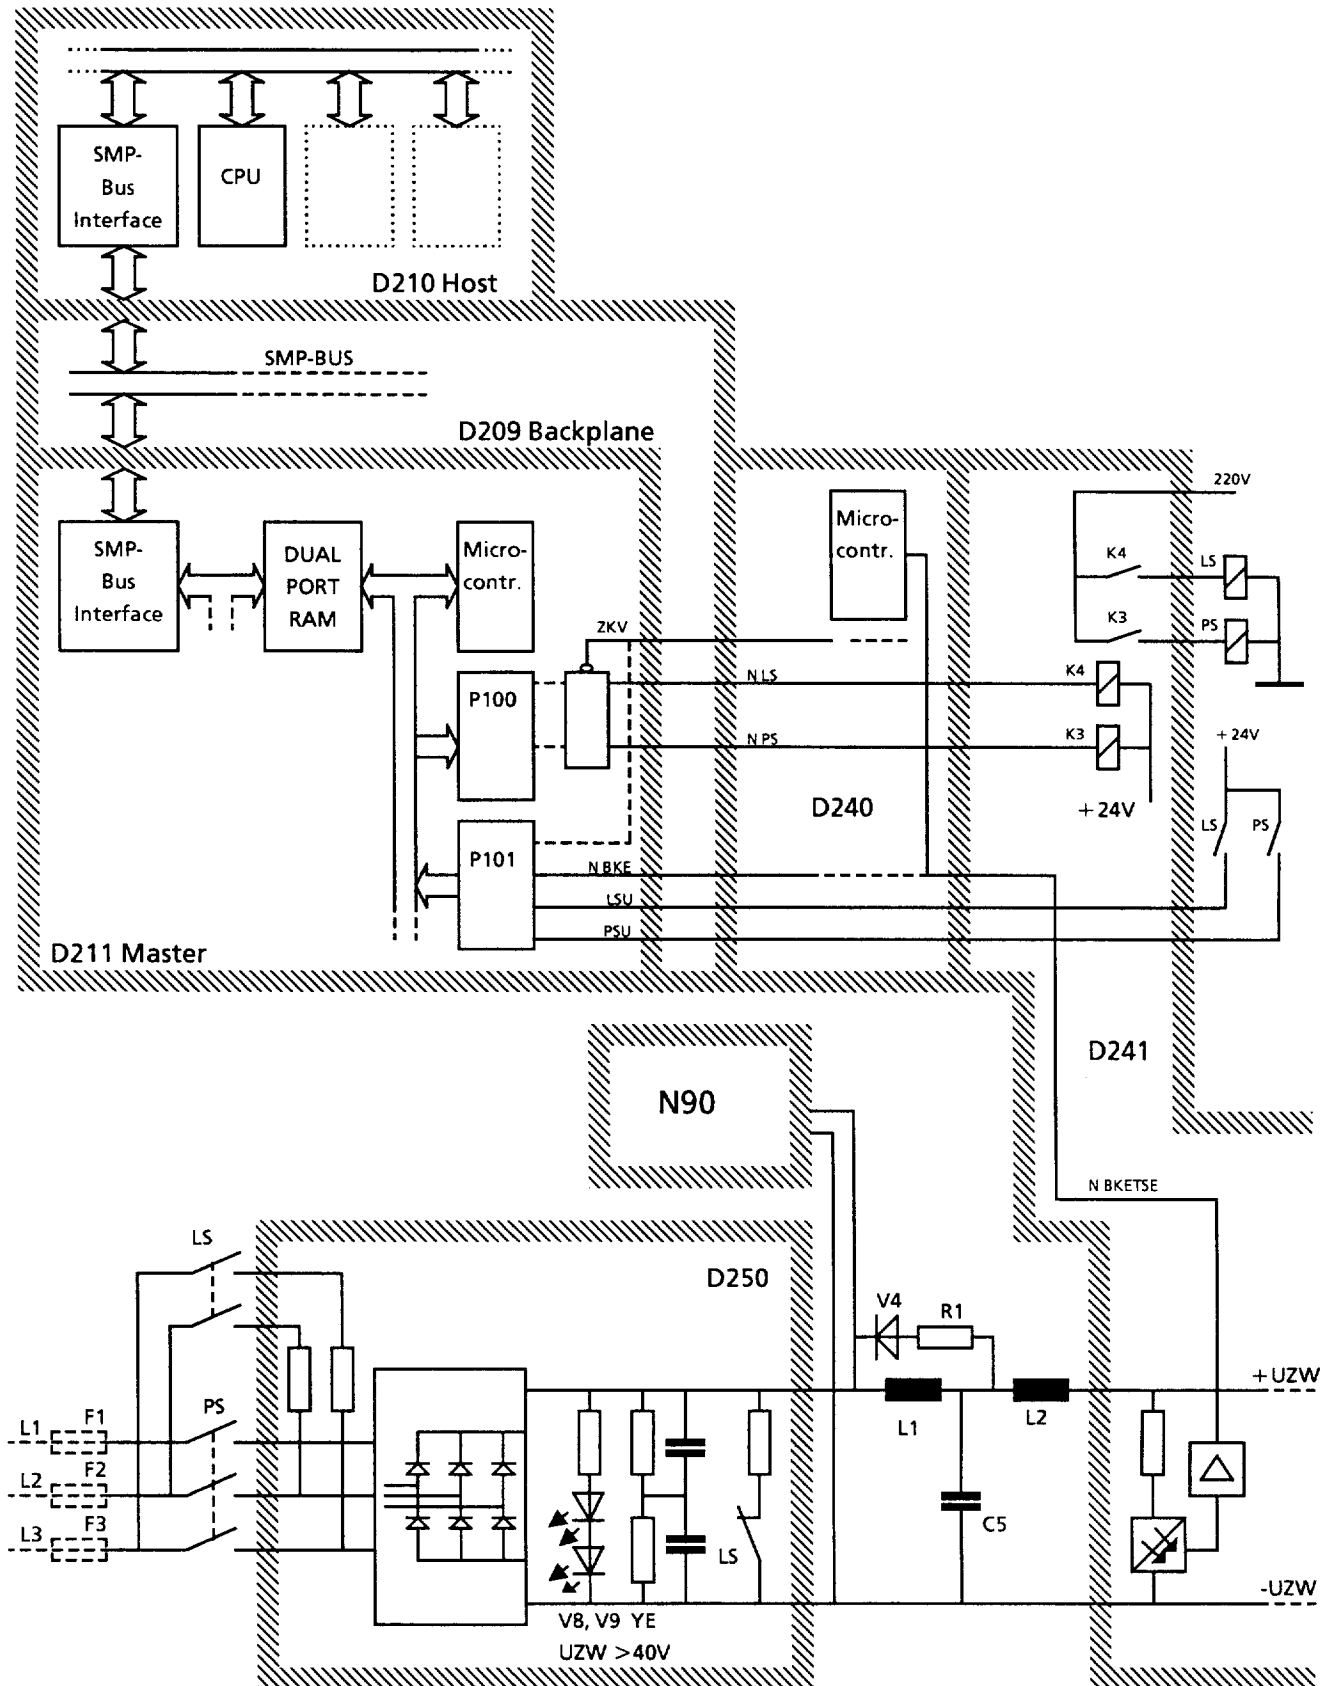 SMP-
Bus
Interface
CPU
D210 Host
SMP-BUS
D209 Backplane
SMP-
Bus
Interface
DUAL
PORT
RAM
Micro-
contr.
Micro-
contr.
220V
K4
LS
K3
PS
ZKV
P100
N LS
K4
N PS
K3
+24V
D240
+24V
LS
PS
P101
N BKE
LSU
PSU
D211 Master
D241
N90
N BKETSE
LS
D250
V4
R1
+UZW
PS
L1
F1
L1
L2
L2
F2
C5
L3
F3
LS
-UZW
V8, V9 YE
UZW >40V